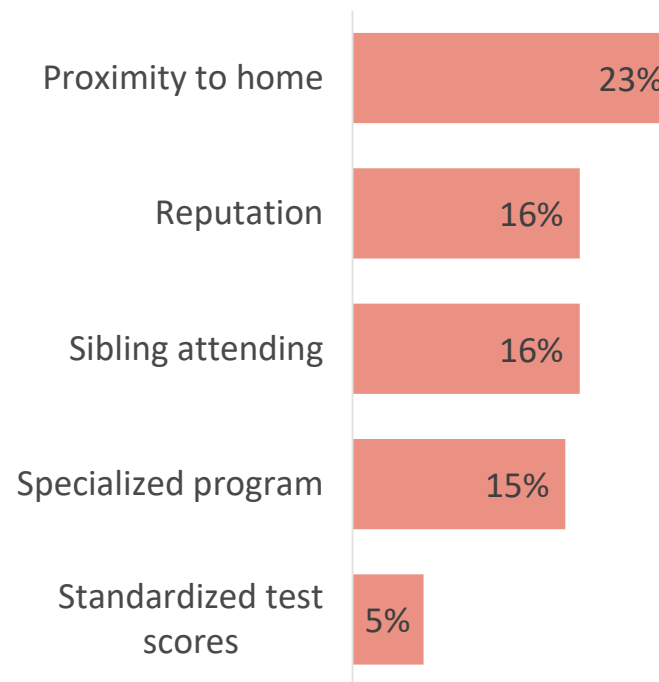 Proximity to home
23%
Reputation
16%
Sibling attending
16%
Specialized program
15%
Standardized test
scores
5%